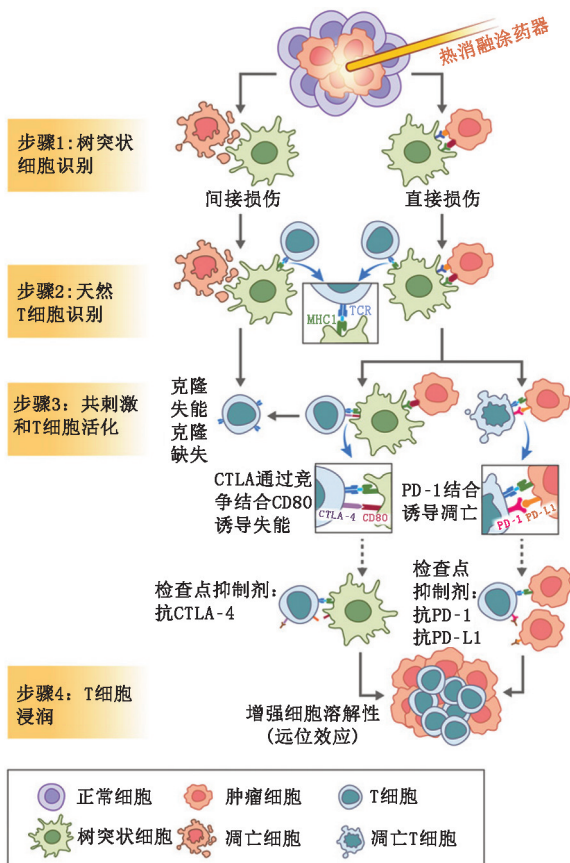 热消融涂药器
步骤1:树突状
细胞识别
间接损伤
直接损伤
步骤2:天然
T细胞识别
MHC1
TCR
步骤3：共刺激
和T细胞活化
克隆
失能
克隆
缺失
CTLA通过竞
争结合CD80
诱导失能
CTLA-4
CD80
PD-1结合
诱导凋亡
PD-1
PD-L1
检查点抑制剂：
抗CTLA-4
检查点
抑制剂：
抗PD-1
抗PD-L1
步骤4：T细胞
浸润
增强细胞溶解性
(远位效应)
正常细胞
肿瘤细胞
T细胞
树突状细胞
凋亡细胞
凋亡T细胞